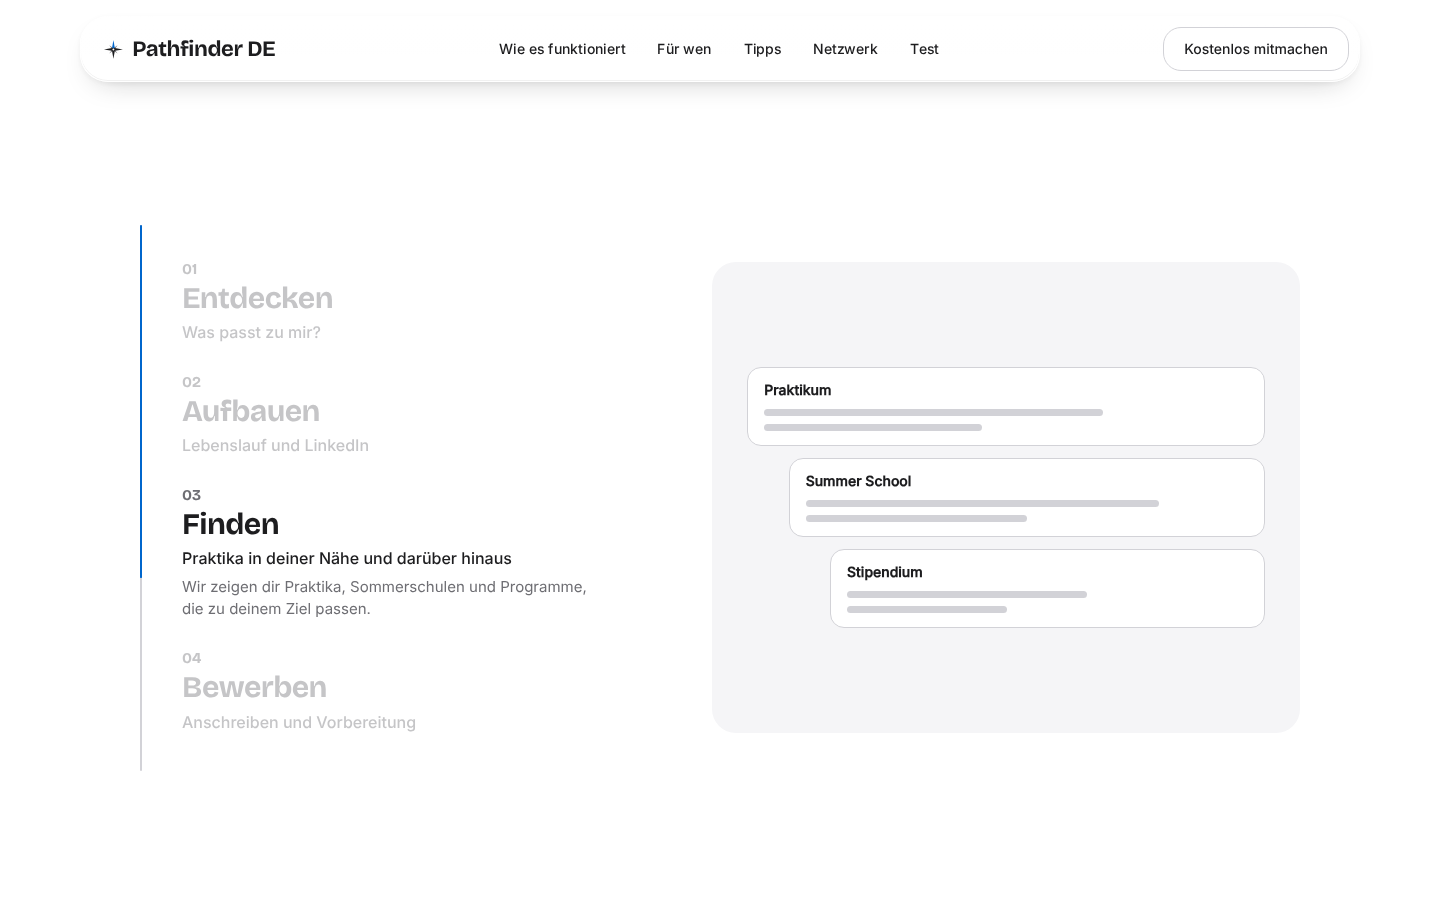 Pathfinder DE
Wie es funktioniert
Für wen
Tipps
Netzwerk
Test
Kostenlos mitmachen
01
Entdecken
Was passt zu mir?
02
Aufbauen
Lebenslauf und LinkedIn
03
Finden
Praktika in deiner Nähe und darüber hinaus
Wir zeigen dir Praktika, Sommerschulen und Programme,
die zu deinem Ziel passen.
04
Bewerben
Anschreiben und Vorbereitung
Praktikum
Summer School
Stipendium